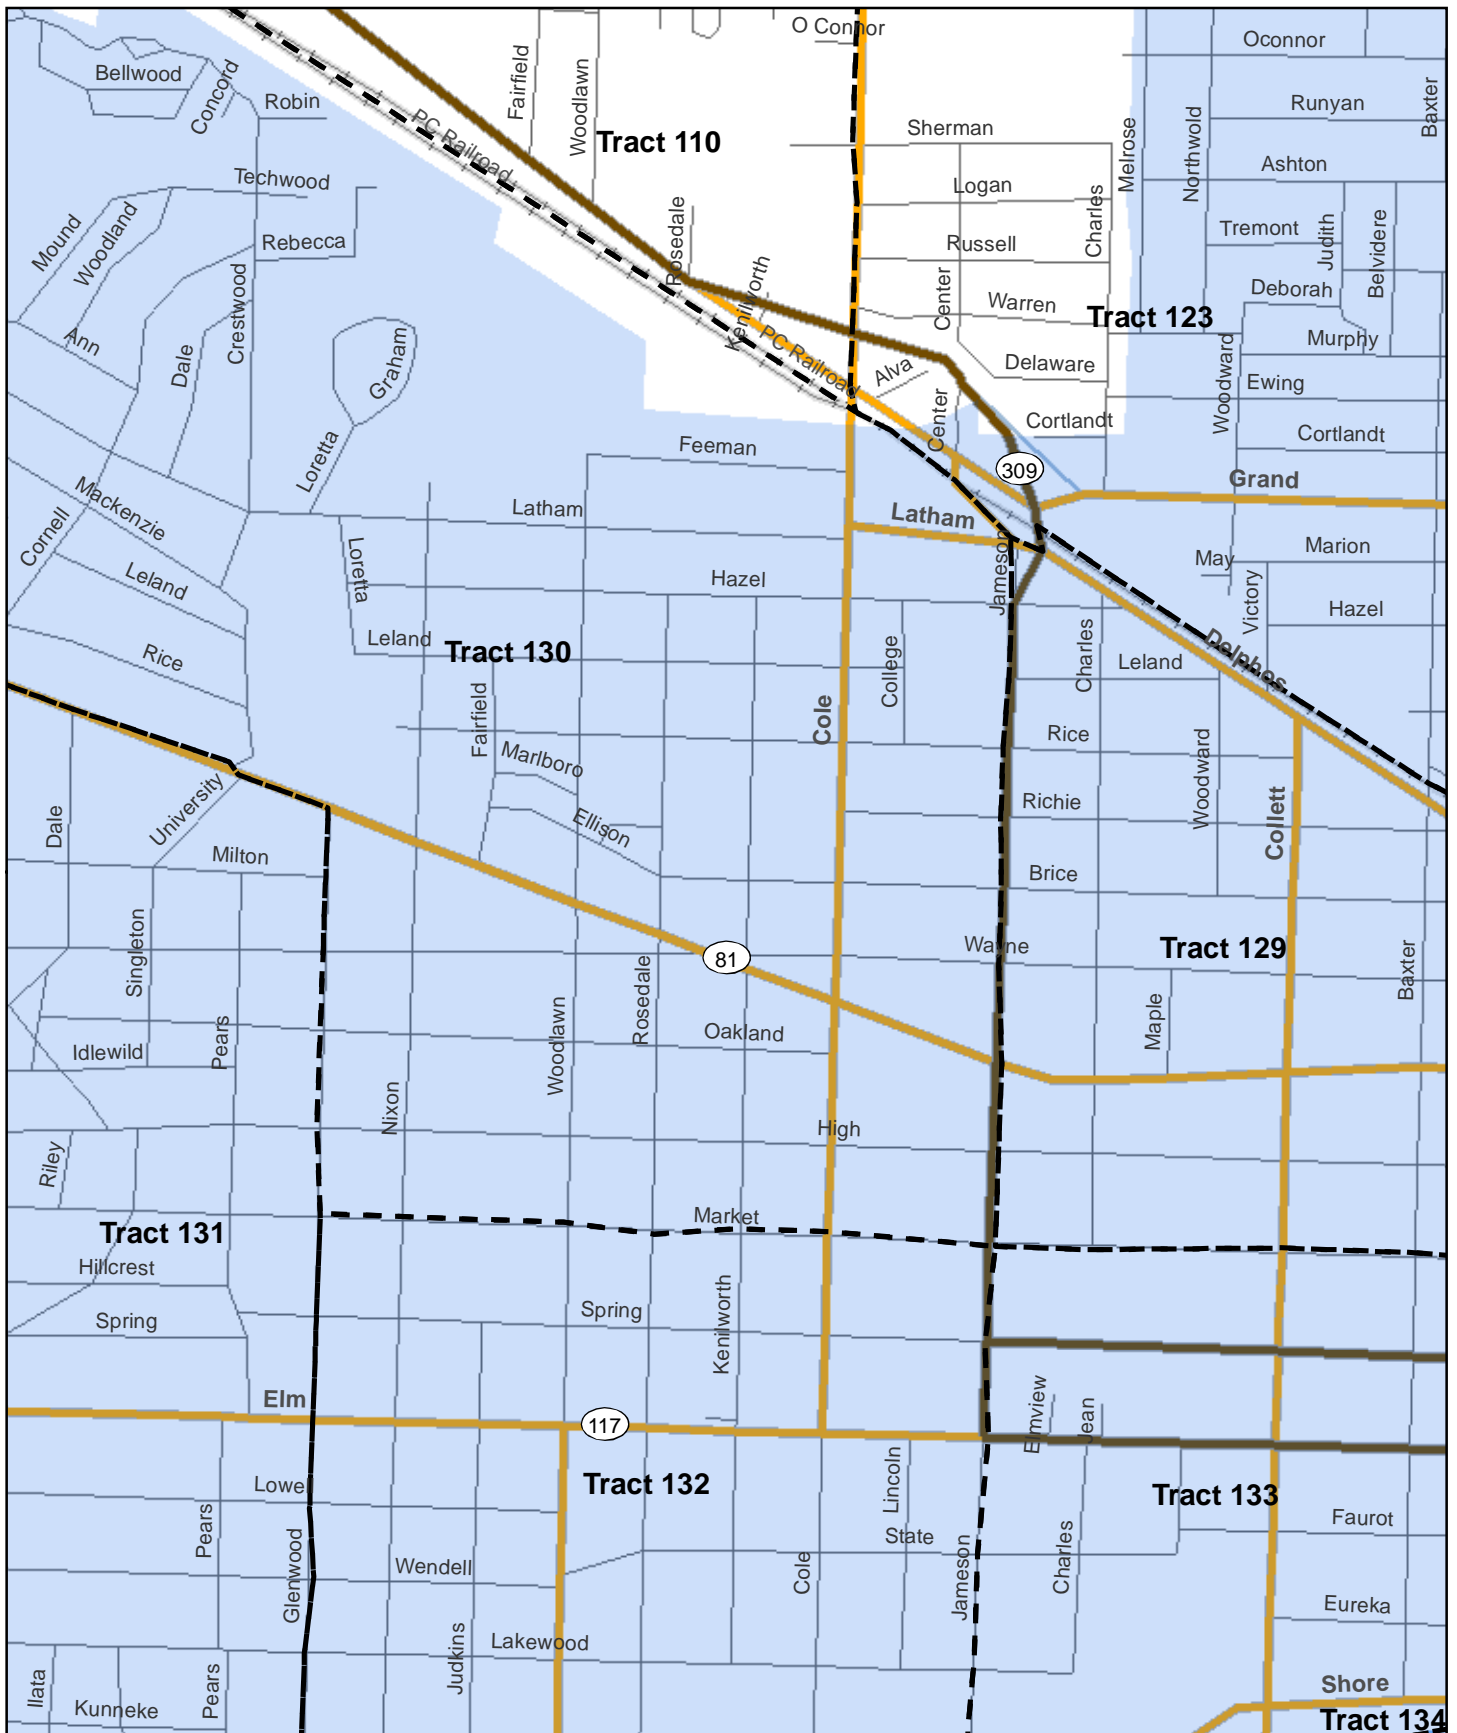 O Connor
Oconnor
Bellwood
Concord
Robin
Fairfield
Woodlawn
PC Railroad
Tract 110
Sherman
Melrose
Northwold
Runyan
Baxter
Ashton
Techwood
Logan
Charles
Mound
Woodland
Rebecca
Rosedale
Russell
Tremont
Judith
Belvidere
Crestwood
Kenilworth
Center
Warren
Tract 123
Deborah
Ann
Dale
Graham
PC Railroad
Alva
Delaware
Woodward
Murphy
Ewing
Center
Cortlandt
Cortlandt
Feeman
Loretta
309
Grand
Mackenzie
Cornell
Latham
Latham
Jameson
May
Marion
Leland
Loretta
Hazel
Victory
Hazel
Rice
Leland
Tract 130
College
Charles
Leland
Delphos
Fairfield
Cole
Rice
Woodward
Marlboro
Ellison
Richie
Collett
Dale
University
Milton
Brice
Singleton
Wayne
Tract 129
Baxter
81
Rosedale
Woodlawn
Oakland
Maple
Pears
Idlewild
Nixon
High
Riley
Market
Tract 131
Hillcrest
Spring
Spring
Kenilworth
Elm
117
Elmview
Jean
Tract 132
Lincoln
Tract 133
Lowe
Pears
State
Faurot
Glenwood
Wendell
Cole
Jameson
Charles
Eureka
Judkins
Lakewood
Ilata
Pears
Kunneke
Shore
Tract 134